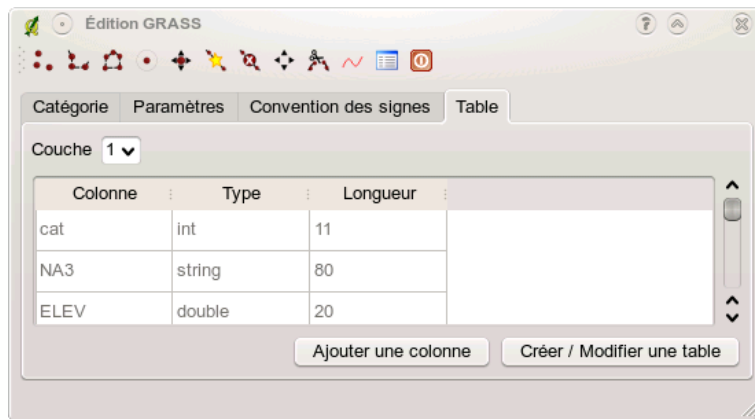 Édition GRASS
Catégorie Paramètres Convention des signes Table
Couche 1
Colonne Type Longueur
cat int 11
NA3 string 80
ELEV double 20
Ajouter une colonne Créer / Modifier une table